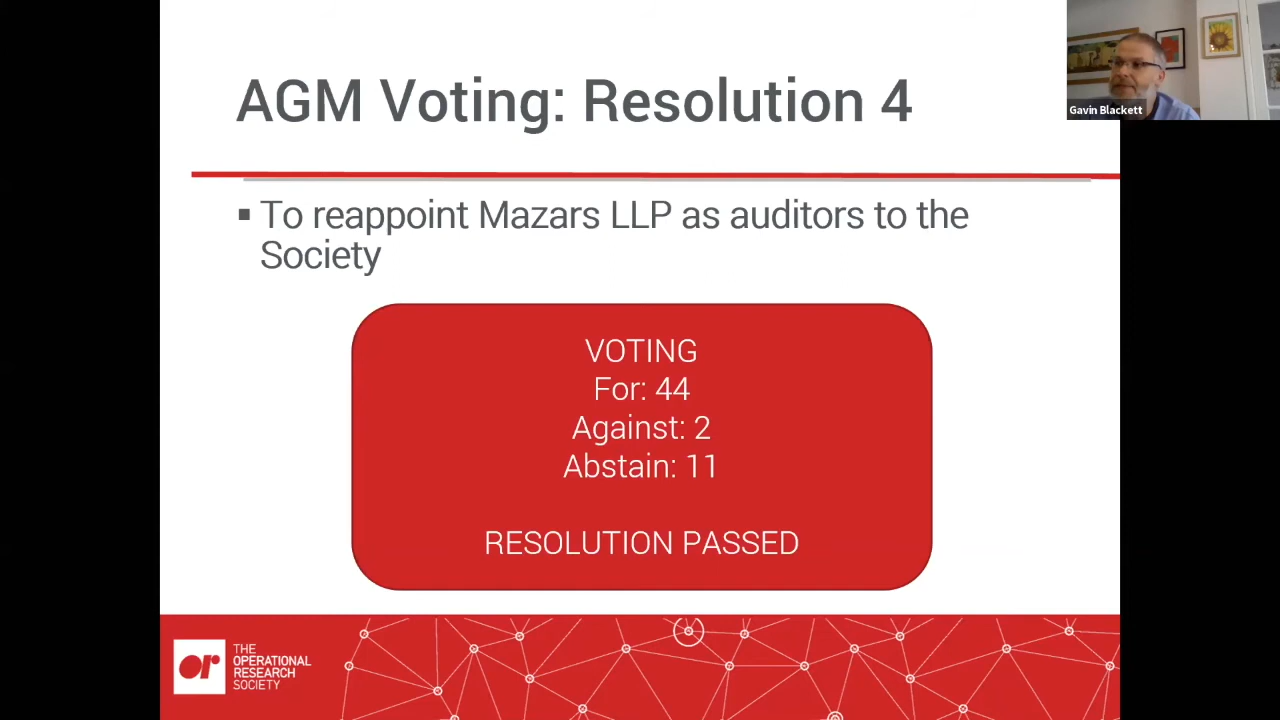 AGM Voting: Resolution 4
Gavin Blackett
To reappoint Mazars LLP as auditors to the
Society
VOTING
For: 44
Against: 2
Abstain: 11
RESOLUTION PASSED
or
THE
OPERATIONAL
RESEARCH
SOCIETY